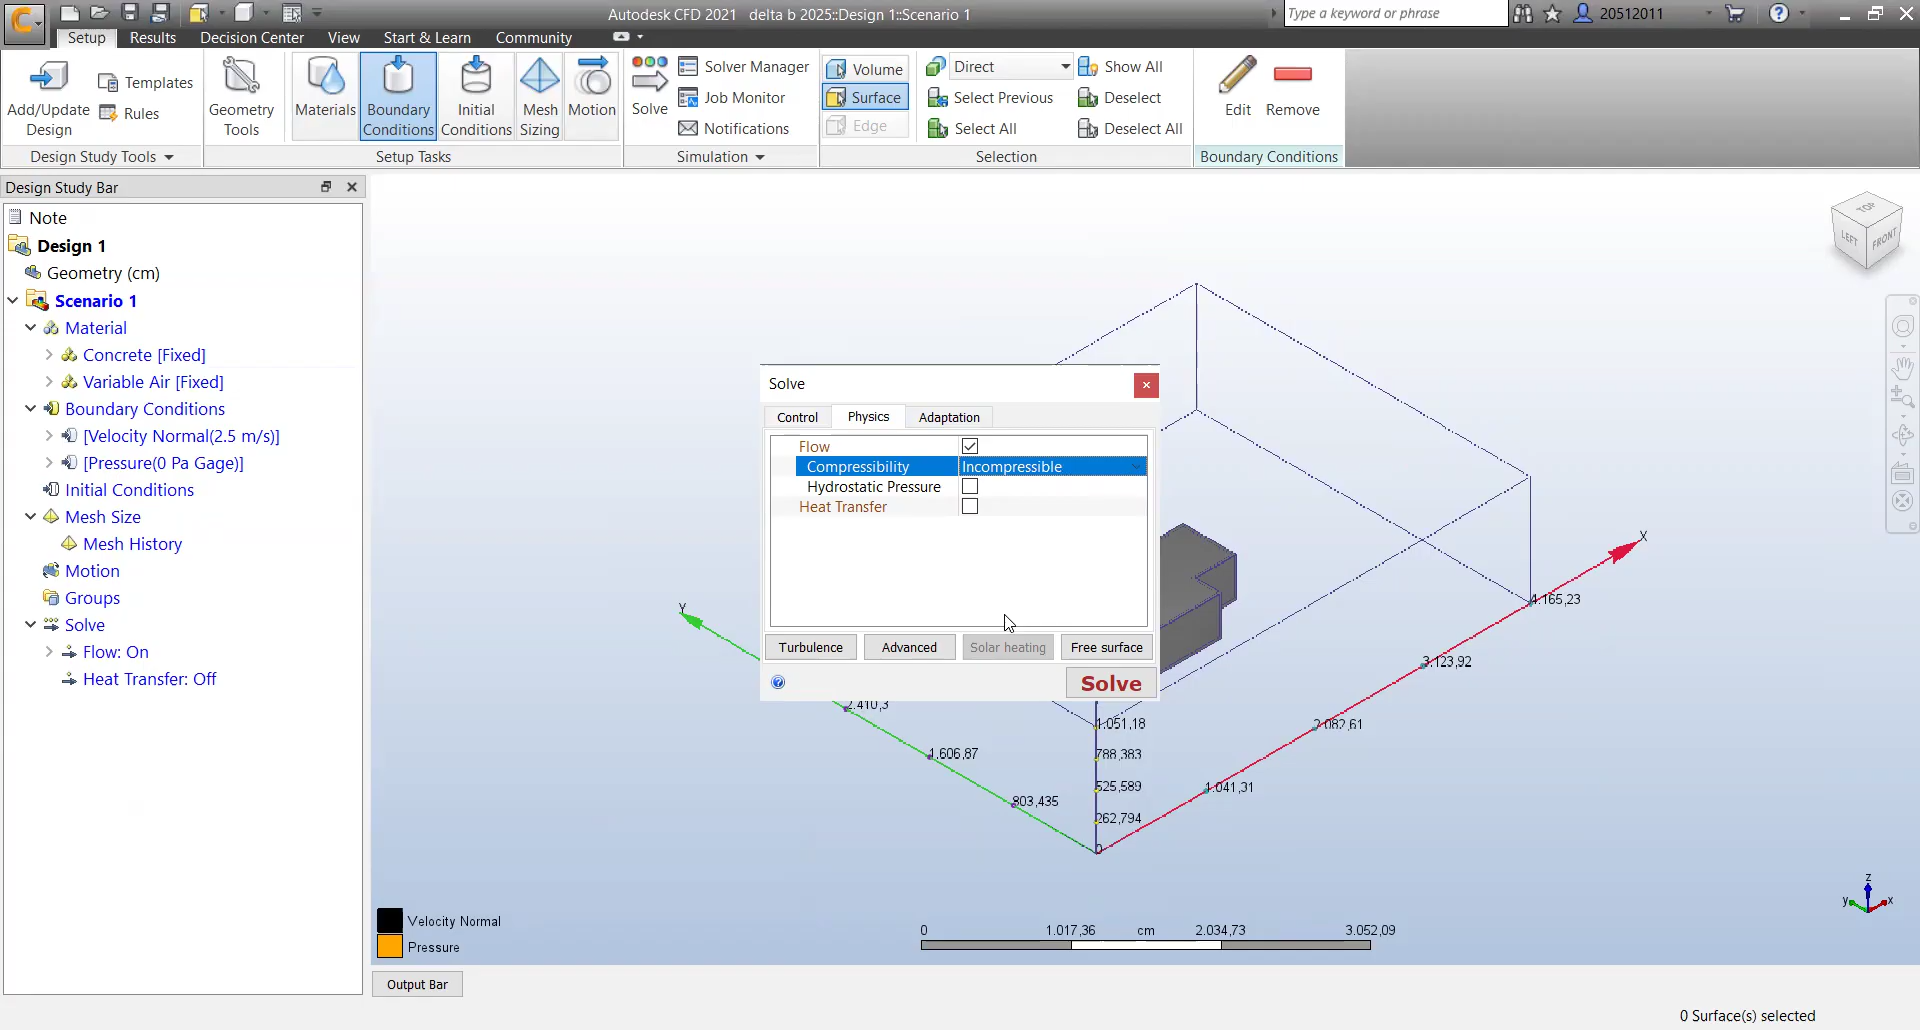 Autodesk CFD 2021 delta b 2025::Design 1::Scenario 1
Type a keyword or phrase
20512011
Setup Results Decision Center View Start & Learn Community
Add/Update Design
Templates
Rules
Geometry Tools
Materials
Boundary Conditions
Initial Conditions
Mesh Sizing
Motion
Solve
Solver Manager
Job Monitor
Notifications
Volume
Surface
Edge
Direct
Select Previous
Select All
Show All
Deselect
Deselect All
Edit
Remove
Design Study Tools
Setup Tasks
Simulation
Selection
Boundary Conditions
Design Study Bar
Note
Design 1
Geometry (cm)
Scenario 1
Material
Concrete [Fixed]
Variable Air [Fixed]
Boundary Conditions
[Velocity Normal(2.5 m/s)]
[Pressure(0 Pa Gage)]
Initial Conditions
Mesh Size
Mesh History
Motion
Groups
Solve
Flow: On
Heat Transfer: Off
Solve
Control Physics Adaptation
Flow
Compressibility Incompressible
Hydrostatic Pressure
Heat Transfer
Turbulence Advanced Solar heating Free surface
Solve
TOP
LEFT FRONT
X
Y
4.165,23
3.123,92
2.082,61
1.041,31
2.410,3
1.606,87
803,435
1.051,18
788,383
525,589
262,794
0
Velocity Normal
Pressure
0 1.017,36 cm 2.034,73 3.052,09
z
y x
Output Bar
0 Surface(s) selected